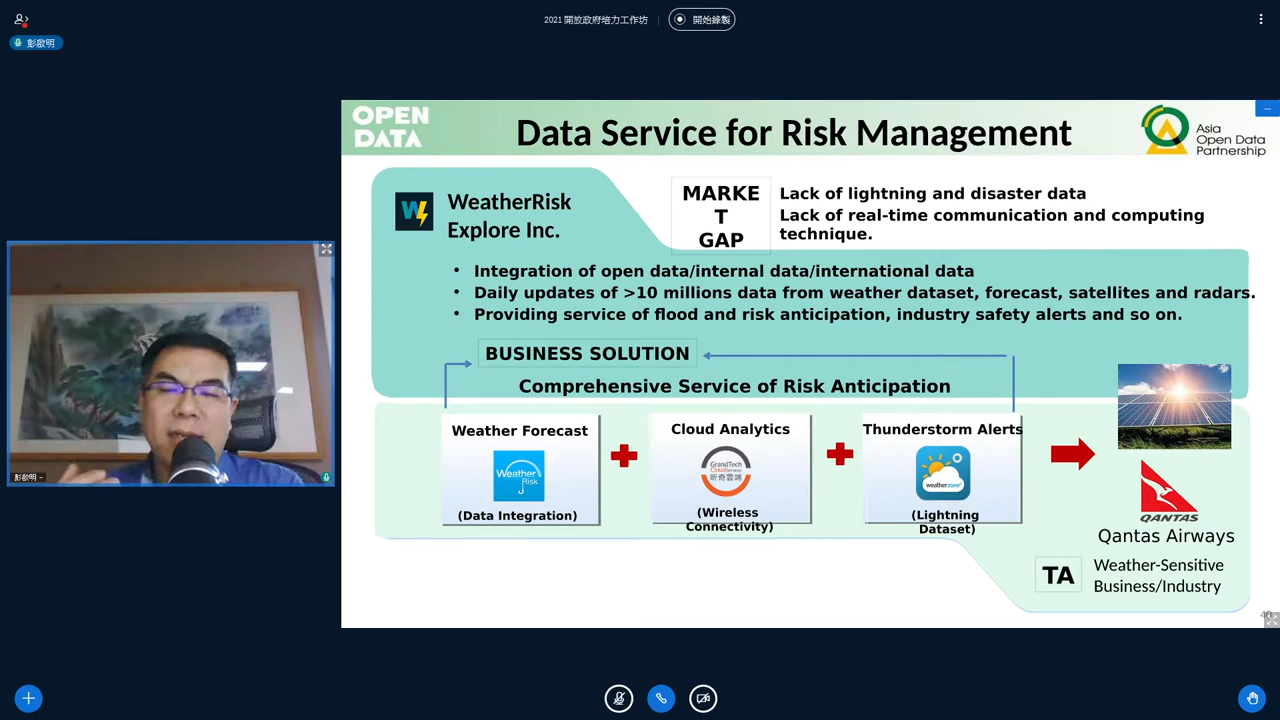 2021 開放政府培力工作坊
開始錄製
彭啟明
OPEN
DATA
Data Service for Risk Management
Asia
Open Data
Partnership
W
WeatherRisk
Explore Inc.
MARKE
T
GAP
Lack of lightning and disaster data
Lack of real-time communication and computing
technique.
• Integration of open data/internal data/international data
• Daily updates of >10 millions data from weather dataset, forecast, satellites and radars.
• Providing service of flood and risk anticipation, industry safety alerts and so on.
BUSINESS SOLUTION
Comprehensive Service of Risk Anticipation
Weather Forecast
Weather
Risk
(Data Integration)
Cloud Analytics
GrandTech
CloudServices
昕奇雲端
(Wireless
Connectivity)
Thunderstorm Alerts
weatherzone
(Lightning
Dataset)
QANTAS
Qantas Airways
TA
Weather-Sensitive
Business/Industry
彭啟明